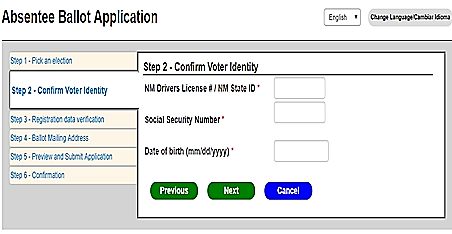 Absentee Ballot Application
English
Change Language/Cambiar Idioma
Step 1 - Pick an election
Step 2 - Confirm Voter Identity
Step 3 - Registration data verification
Step 4 - Ballot Mailing Address
Step 5 - Preview and Submit Application
Step 6 - Confirmation
Step 2 - Confirm Voter Identity
NM Drivers License # / NM State ID *
Social Security Number *
Date of birth (mm/dd/yyyy) *
Previous
Next
Cancel